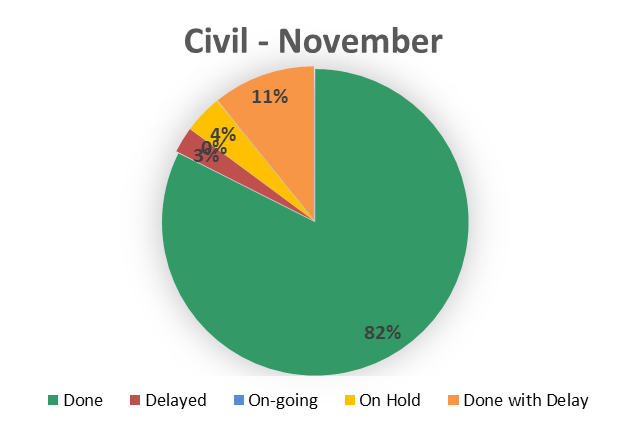 Civil - November
11%
4%
0%
3%
82%
Done Delayed On-going On Hold Done with Delay